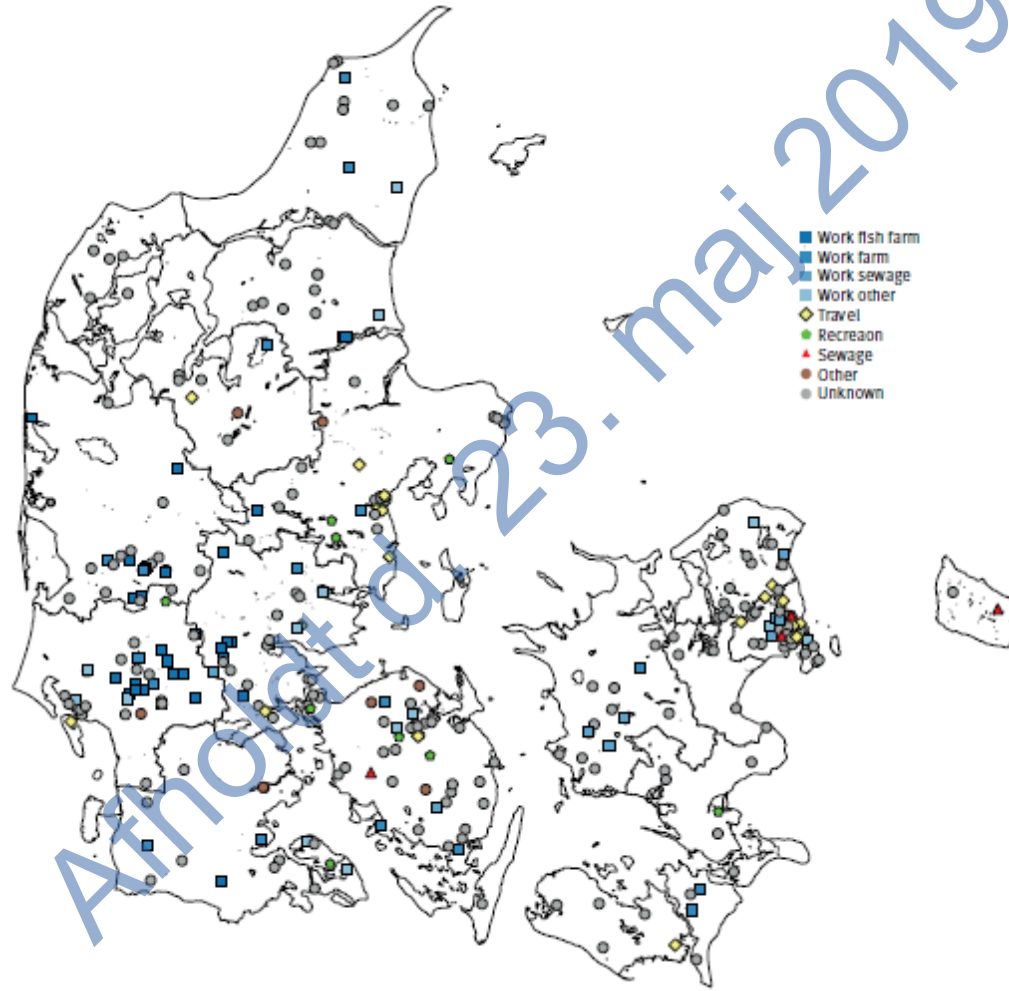 Afholdt d. 23. maj 2019
Work fish farm
Work farm
Work sewage
Work other
Travel
Recreaon
Sewage
Other
Unknown